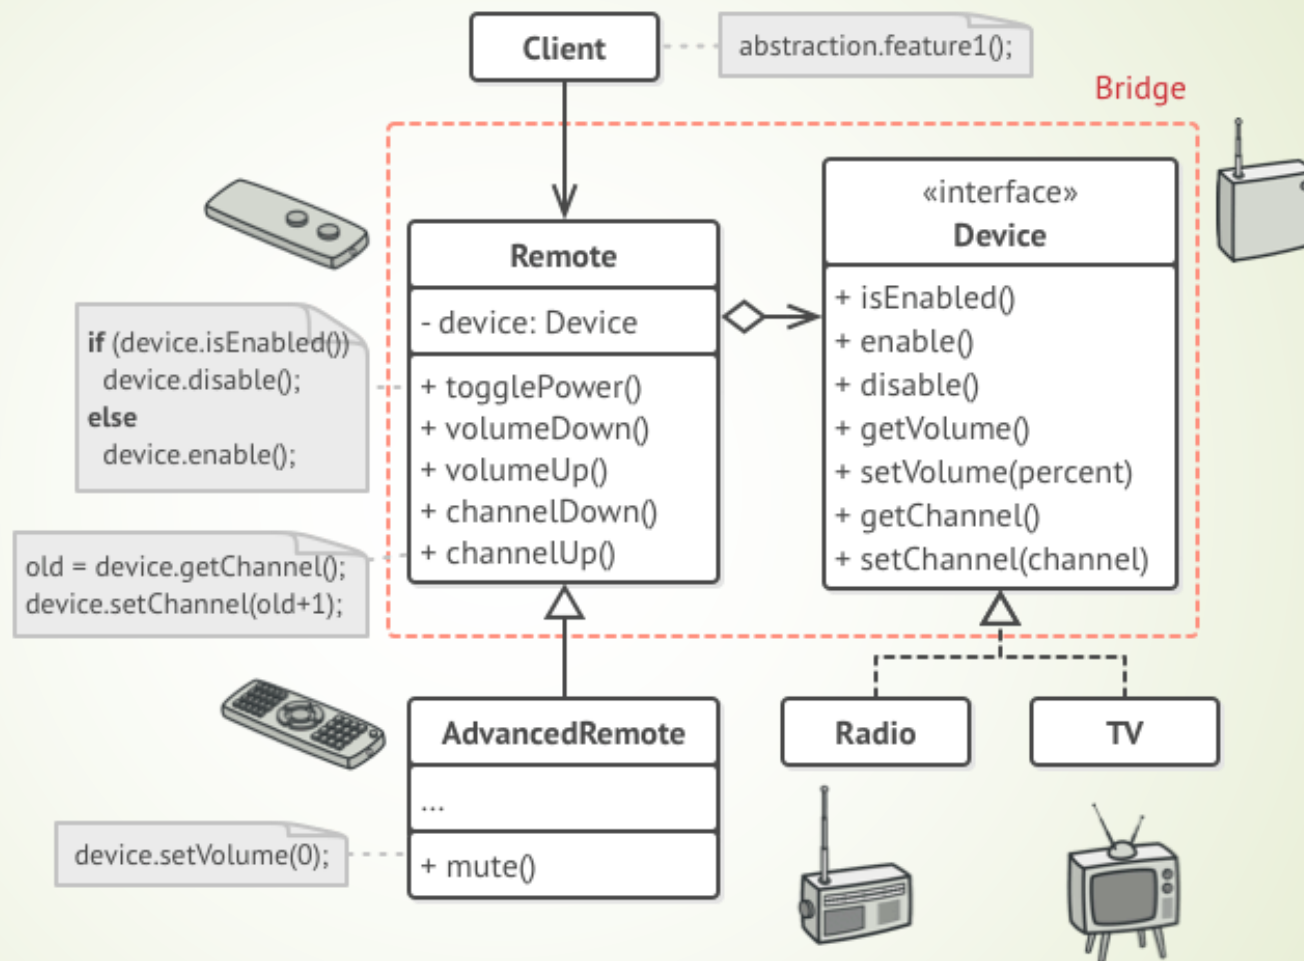 Client
abstraction.feature1();
Bridge
«interface»
Device
+ isEnabled()
+ enable()
+ disable()
+ getVolume()
+ setVolume(percent)
+ getChannel()
+ setChannel(channel)
Remote
- device: Device
+ togglePower()
+ volumeDown()
+ volumeUp()
+ channelDown()
+ channelUp()
if (device.isEnabled())
device.disable();
else
device.enable();
old = device.getChannel();
device.setChannel(old+1);
AdvancedRemote
...
+ mute()
device.setVolume(0);
Radio
TV